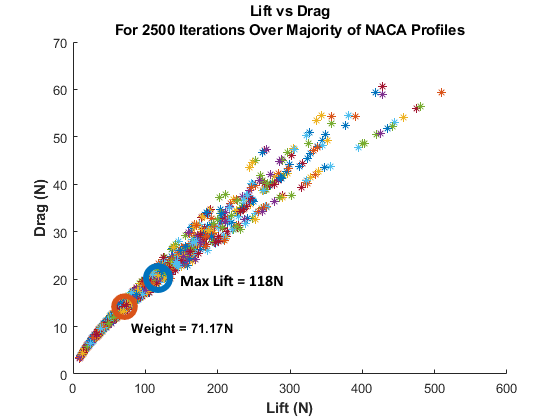 Lift vs Drag
For 2500 Iterations Over Majority of NACA Profiles
70
60
50
40
30
20
10
0
Drag (N)
Max Lift = 118N
Weight = 71.17N
0 100 200 300 400 500 600
Lift (N)